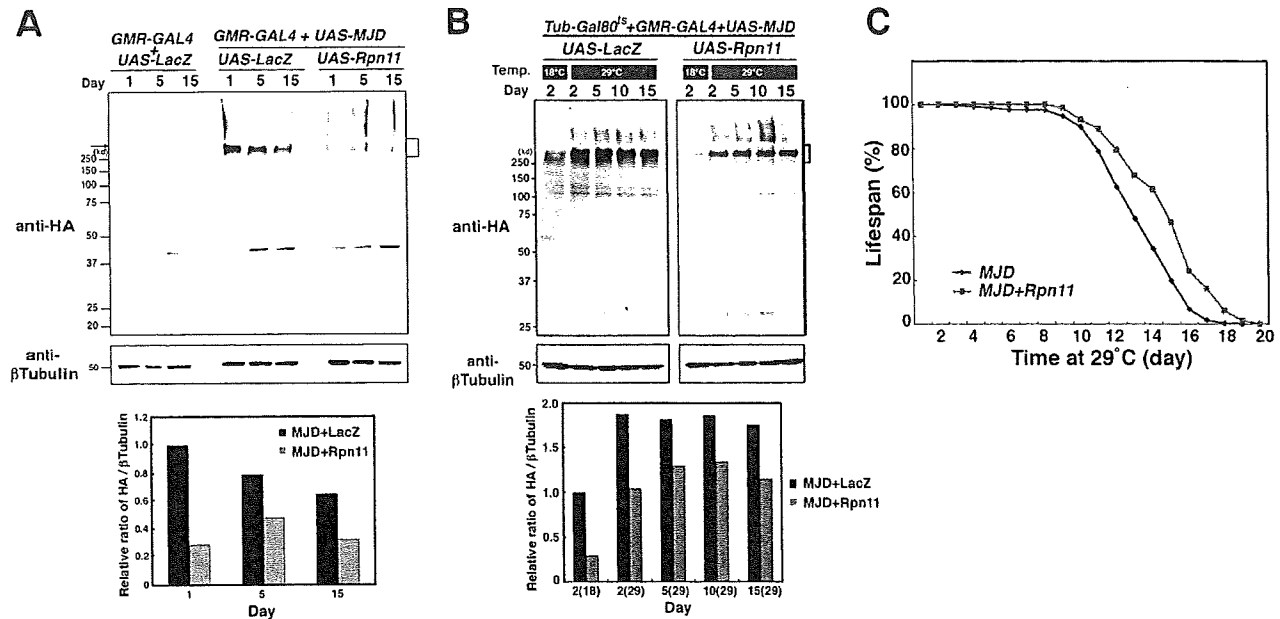 A
GMR-GAL4
+
UAS-LacZ
GMR-GAL4 + UAS-MJD
UAS-LacZ
UAS-Rpn11
Day
1 5 15
1 5 15
1 5 15
(kd)
250
150
100
75
50
37
25
20
anti-HA
anti-
βTubulin
50
Relative ratio of HA / βTubulin
1.2
1.0
0.8
0.6
0.4
0.2
0
MJD+LacZ
MJD+Rpn11
1 5 15
Day
B
Tub-Gal80ts+GMR-GAL4+UAS-MJD
UAS-LacZ
UAS-Rpn11
Temp.
18°C 29°C
18°C 29°C
Day
2 2 5 10 15
2 2 5 10 15
(kd)
250
150
100
75
50
37
25
anti-HA
anti-
βTubulin
50
Relative ratio of HA / βTubulin
2.0
1.5
1.0
0.5
0
MJD+LacZ
MJD+Rpn11
2(18) 2(29) 5(29) 10(29) 15(29)
Day
C
Lifespan (%)
100
80
60
40
20
0
MJD
MJD+Rpn11
2 4 6 8 10 12 14 16 18 20
Time at 29°C (day)